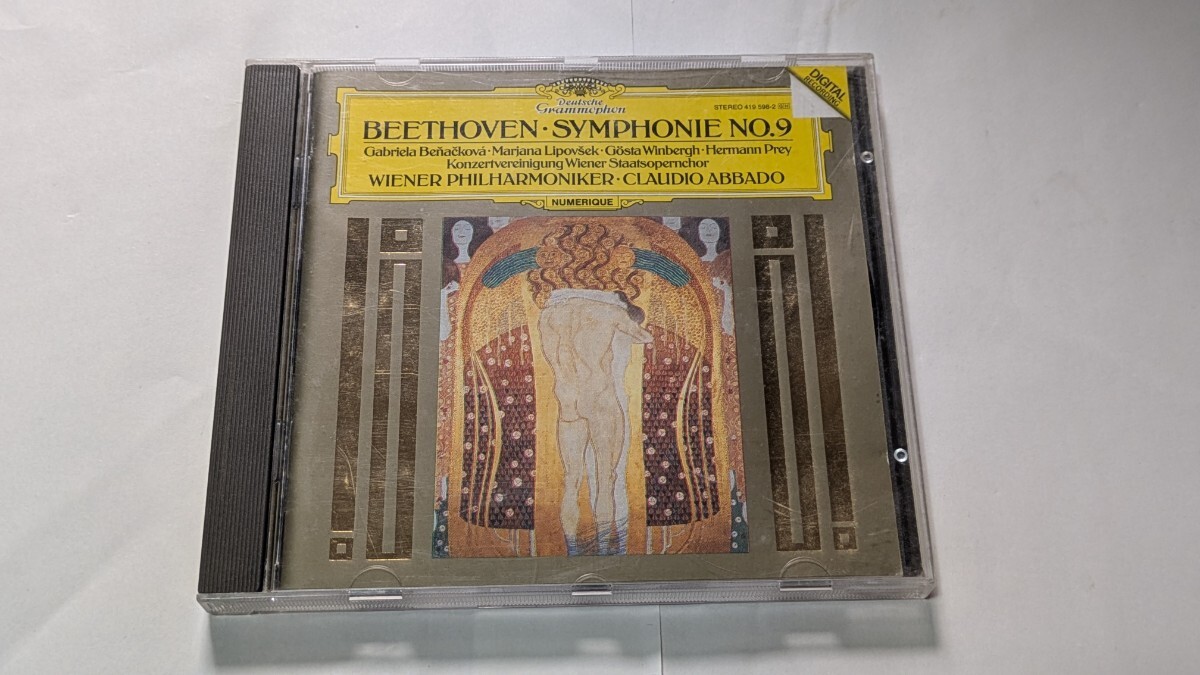 DIGITAL
RECORDING
Deutsche
Grammophon
STEREO 419 598-2 GH
BEETHOVEN · SYMPHONIE NO. 9
Gabriela Beňačková · Marjana Lipovšek · Gösta Winbergh · Hermann Prey
Konzertvereinigung Wiener Staatsopernchor
WIENER PHILHARMONIKER · CLAUDIO ABBADO
NUMERIQUE